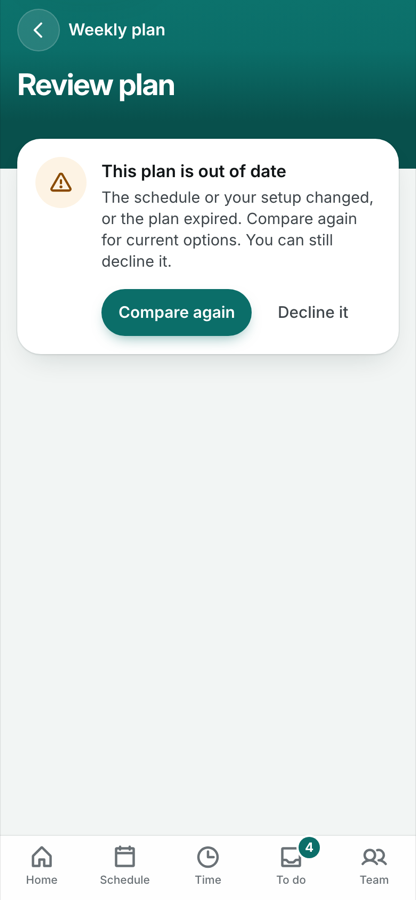 Weekly plan
Review plan
This plan is out of date
The schedule or your setup changed,
or the plan expired. Compare again
for current options. You can still
decline it.
Compare again
Decline it
4
Home
Schedule
Time
To do
Team